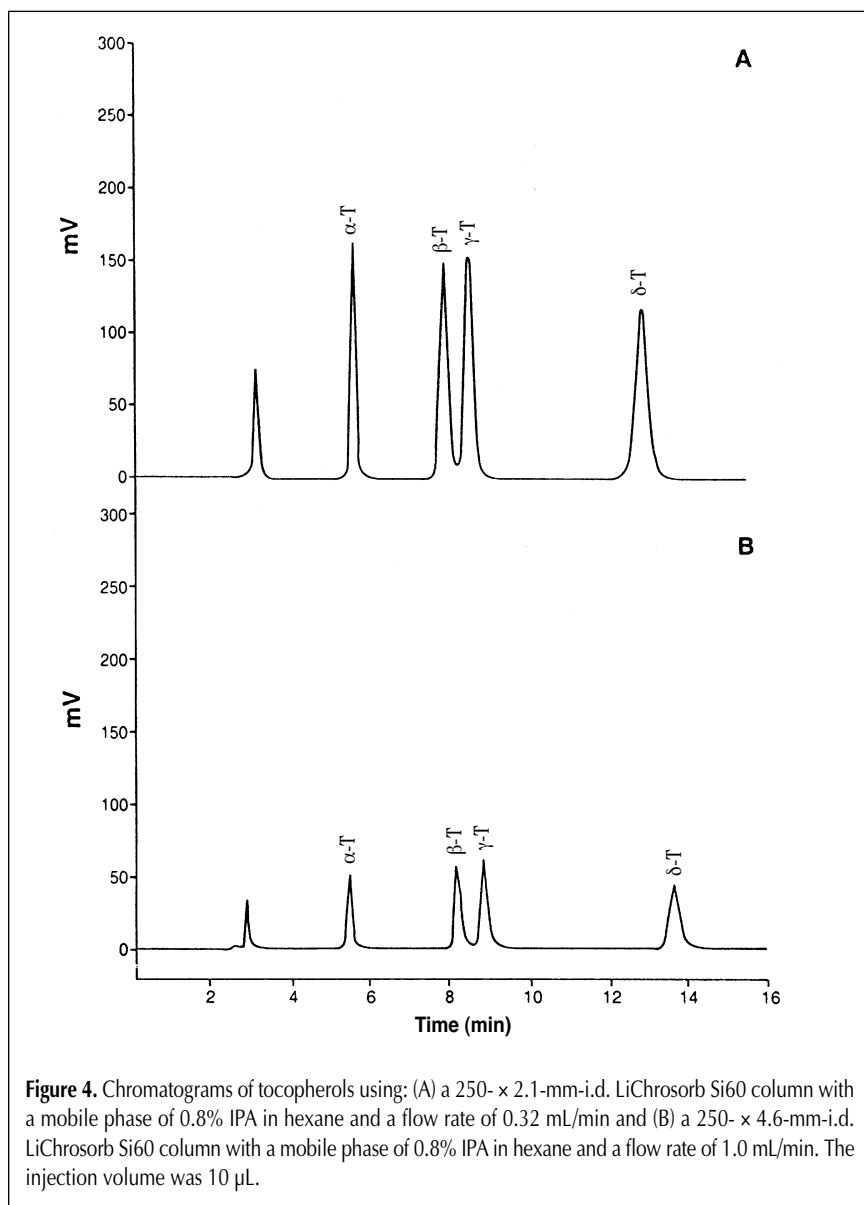 A
300
250
200
150
100
50
0
mV
α-T
β-T
γ-T
δ-T
B
300
250
200
150
100
50
0
mV
α-T
β-T
γ-T
δ-T
2 4 6 8 10 12 14 16
Time (min)
Figure 4. Chromatograms of tocopherols using: (A) a 250- × 2.1-mm-i.d. LiChrosorb Si60 column with
a mobile phase of 0.8% IPA in hexane and a flow rate of 0.32 mL/min and (B) a 250- × 4.6-mm-i.d.
LiChrosorb Si60 column with a mobile phase of 0.8% IPA in hexane and a flow rate of 1.0 mL/min. The
injection volume was 10 µL.